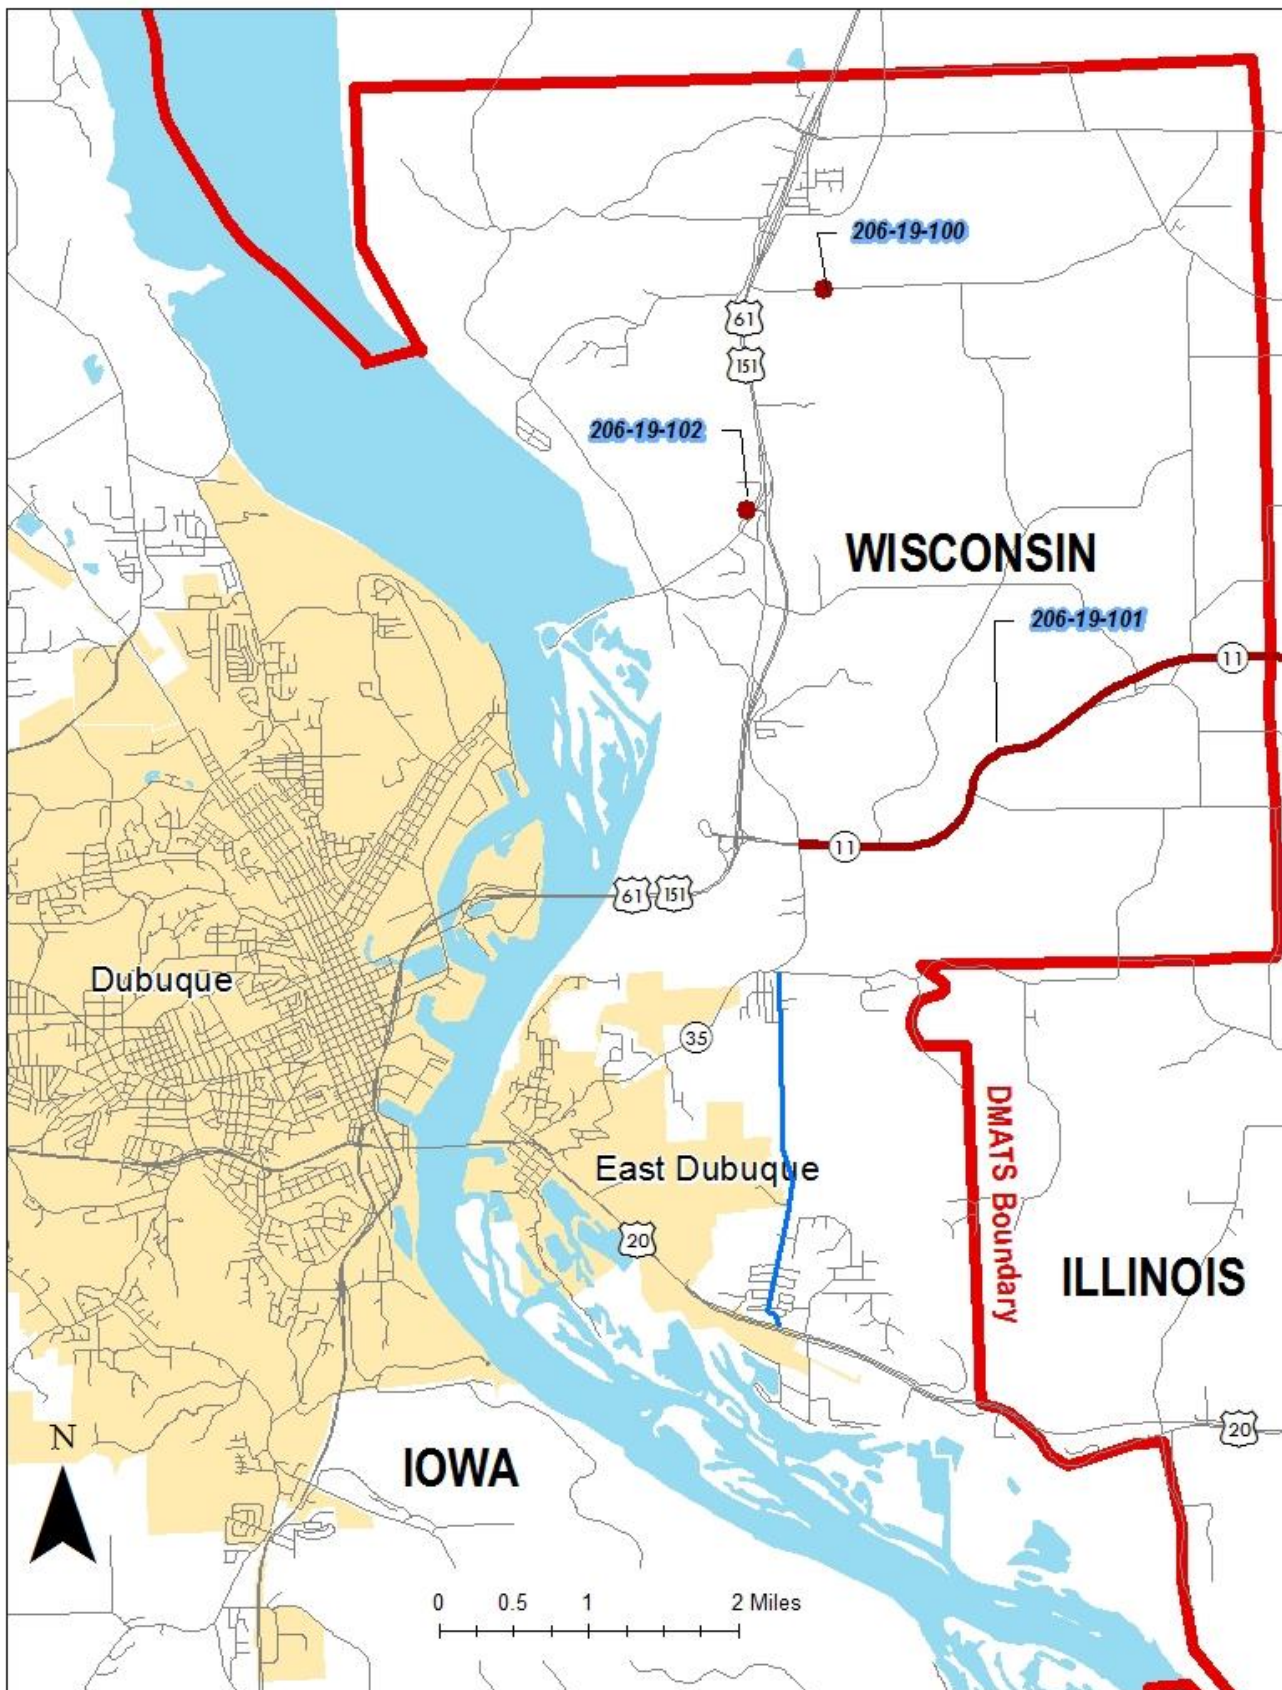 206-19-100
61
151
206-19-102
WISCONSIN
206-19-101
11
11
61 151
Dubuque
35
DMATS Boundary
East Dubuque
20
ILLINOIS
20
N
IOWA
0 0.5 1 2 Miles